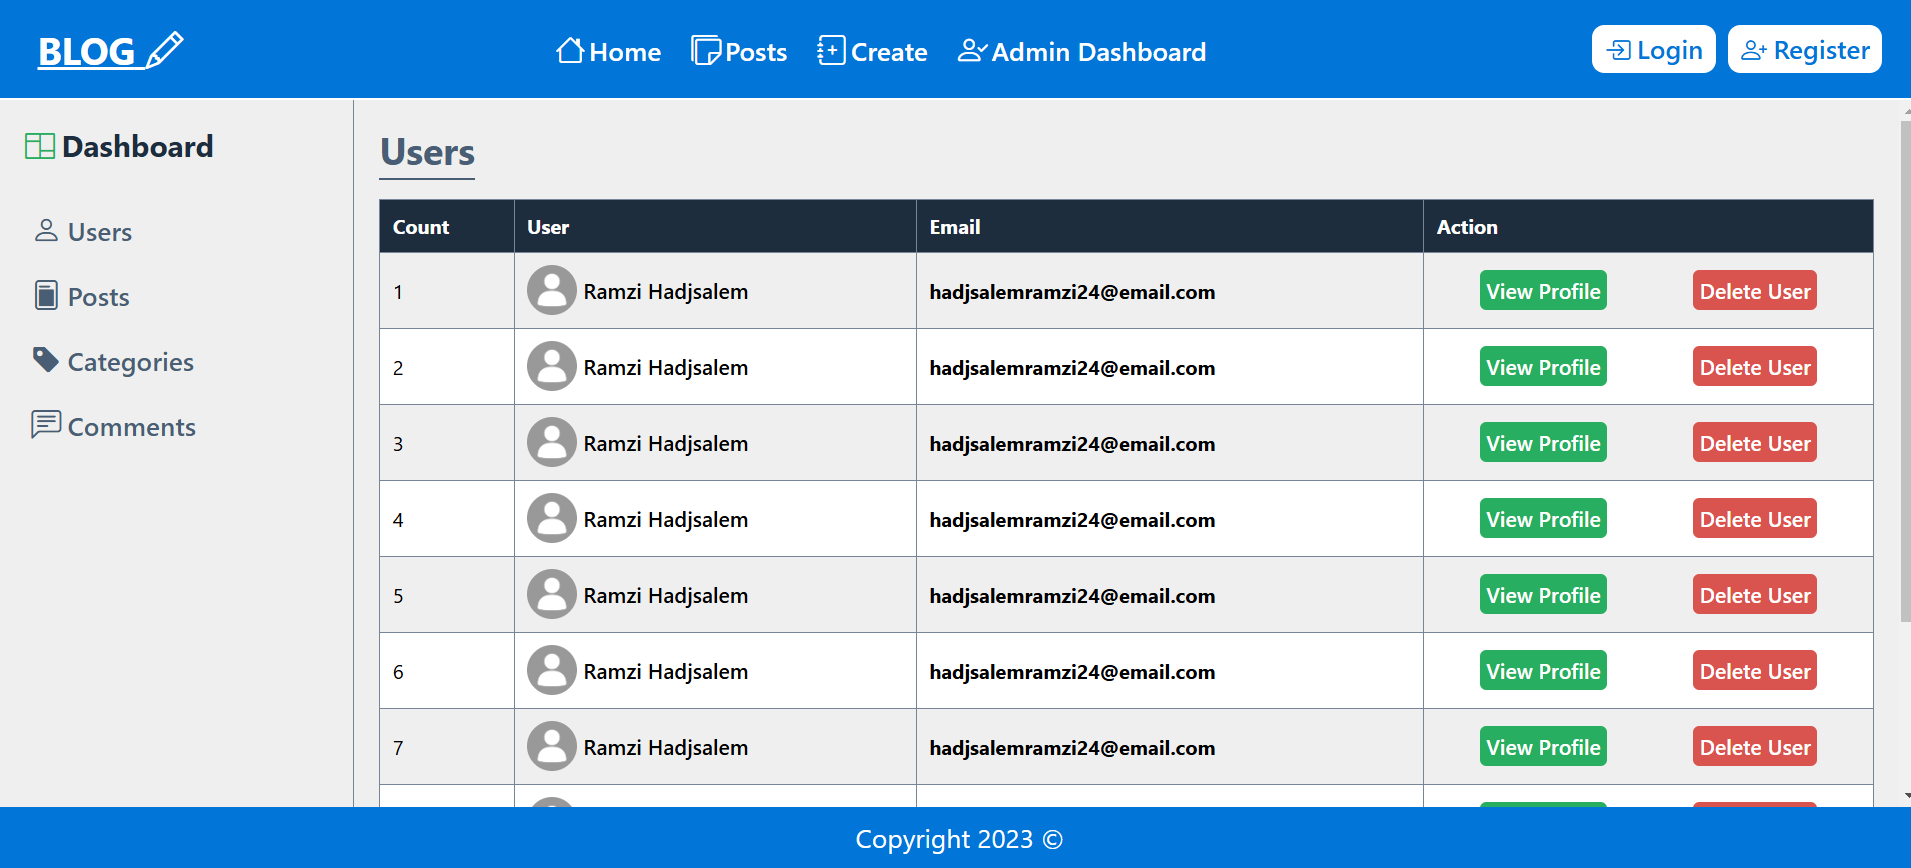 BLOG
Home Posts Create Admin Dashboard
Login Register
Dashboard
Users
Posts
Categories
Comments
Users
Count User Email Action
1 Ramzi Hadjsalem hadjsalemramzi24@email.com View Profile Delete User
2 Ramzi Hadjsalem hadjsalemramzi24@email.com View Profile Delete User
3 Ramzi Hadjsalem hadjsalemramzi24@email.com View Profile Delete User
4 Ramzi Hadjsalem hadjsalemramzi24@email.com View Profile Delete User
5 Ramzi Hadjsalem hadjsalemramzi24@email.com View Profile Delete User
6 Ramzi Hadjsalem hadjsalemramzi24@email.com View Profile Delete User
7 Ramzi Hadjsalem hadjsalemramzi24@email.com View Profile Delete User
Copyright 2023 ©